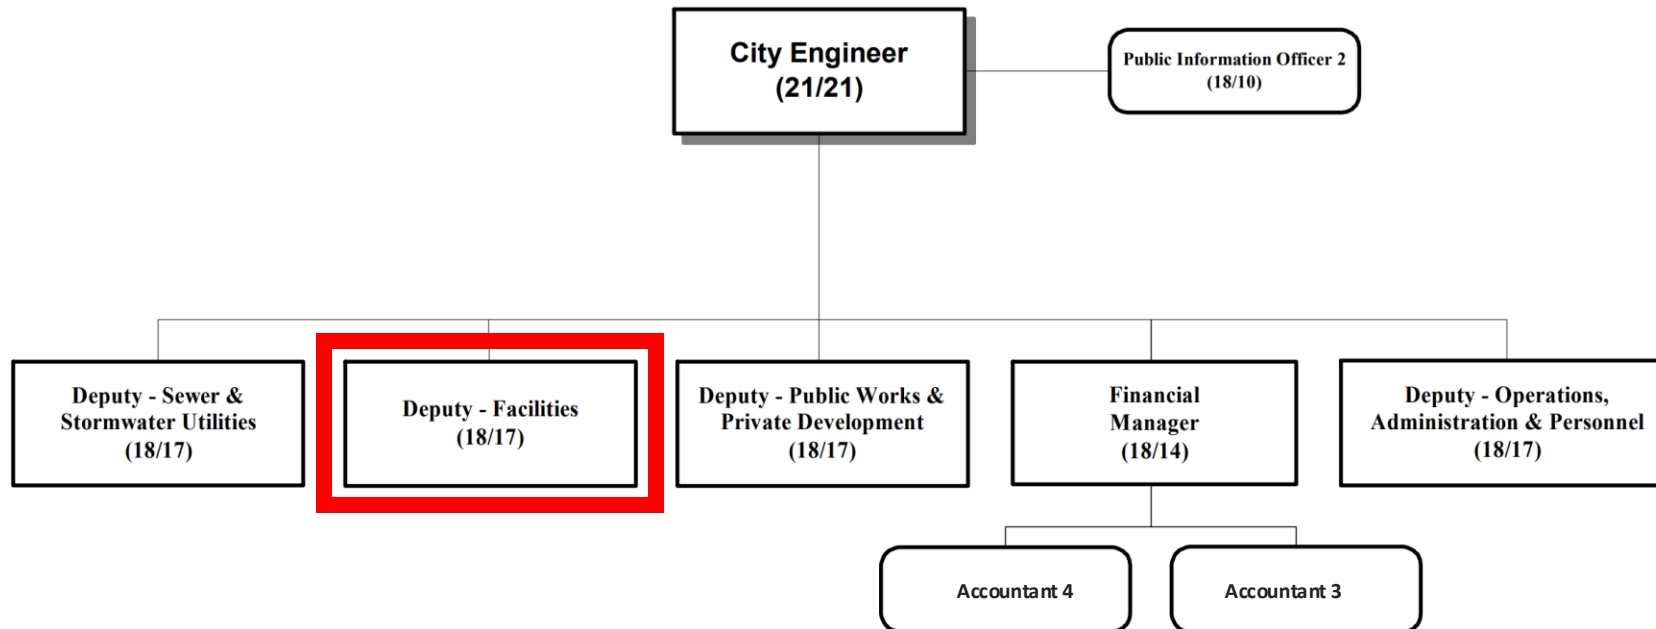 City Engineer
(21/21)
Public Information Officer 2
(18/10)
Deputy - Sewer &
Stormwater Utilities
(18/17)
Deputy - Facilities
(18/17)
Deputy - Public Works &
Private Development
(18/17)
Financial
Manager
(18/14)
Deputy - Operations,
Administration & Personnel
(18/17)
Accountant 4
Accountant 3